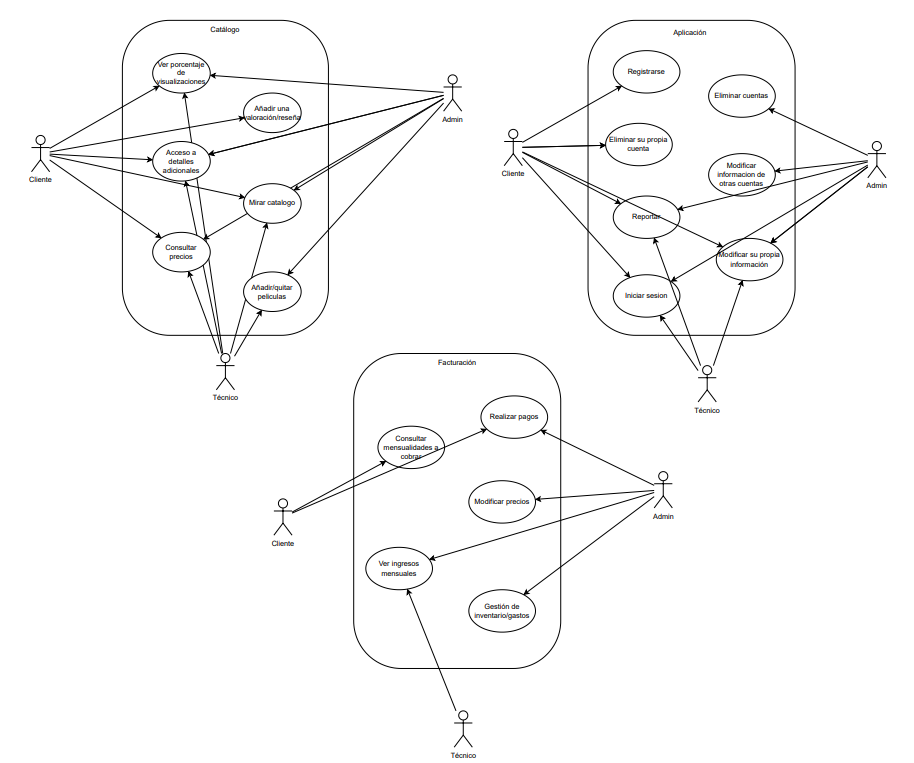 Catálogo
Ver porcentaje
de
visualizaciones
Añadir una
valoración/reseña
Acceso a
detalles
adicionales
Mirar catalogo
Consultar
precios
Añadir/quitar
peliculas
Cliente
Admin
Técnico
Aplicación
Registrarse
Eliminar cuentas
Eliminar su propia
cuenta
Modificar
informacion de
otras cuentas
Reportar
Modificar su propia
información
Iniciar sesion
Cliente
Admin
Técnico
Facturación
Realizar pagos
Consultar
mensualidades a
cobrar
Modificar precios
Ver ingresos
mensuales
Gestión de
inventario/gastos
Cliente
Admin
Técnico